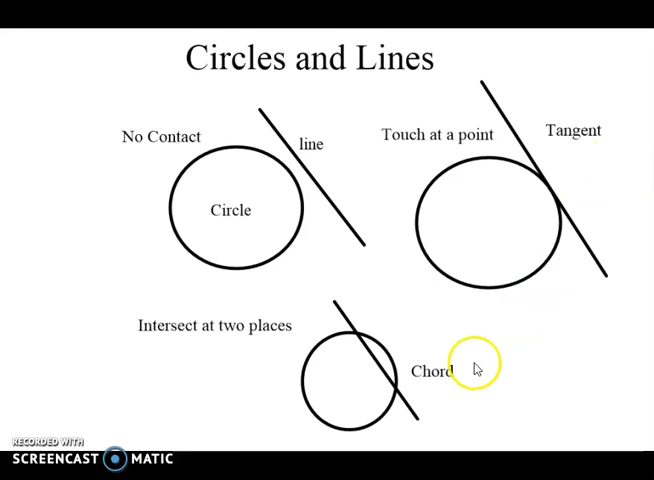 Circles and Lines
No Contact
line
Touch at a point
Tangent
Circle
Intersect at two places
Chord
RECORDED WITH
SCREENCAST MATIC